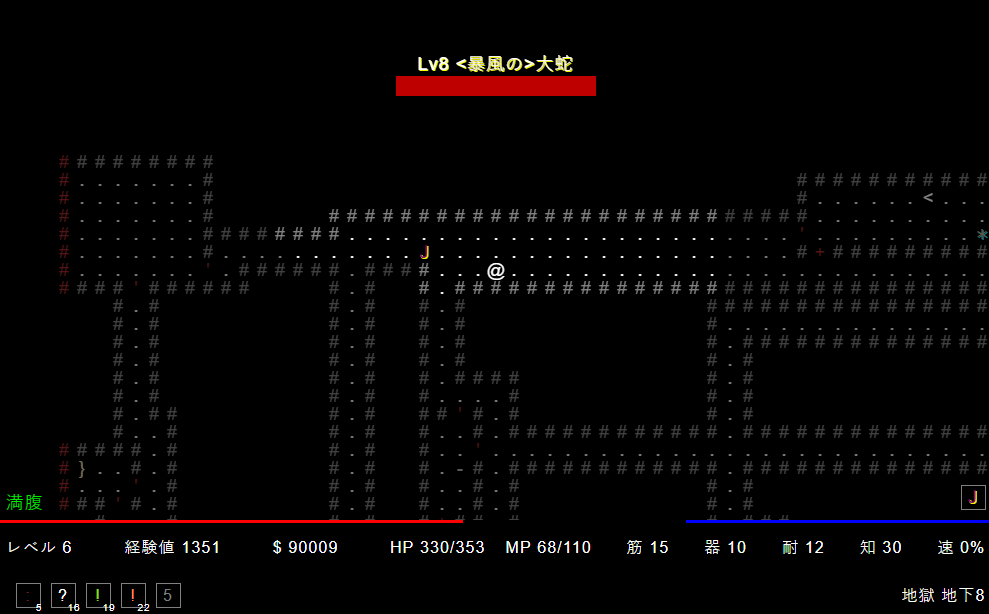 Lv8 <暴風の>大蛇
満腹
J
レベル 6 経験値 1351 $ 90009 HP 330/353 MP 68/110 筋 15 器 10 耐 12 知 30 速 0%
: 5 ? 16 ! 19 ! 22 5 地獄 地下8